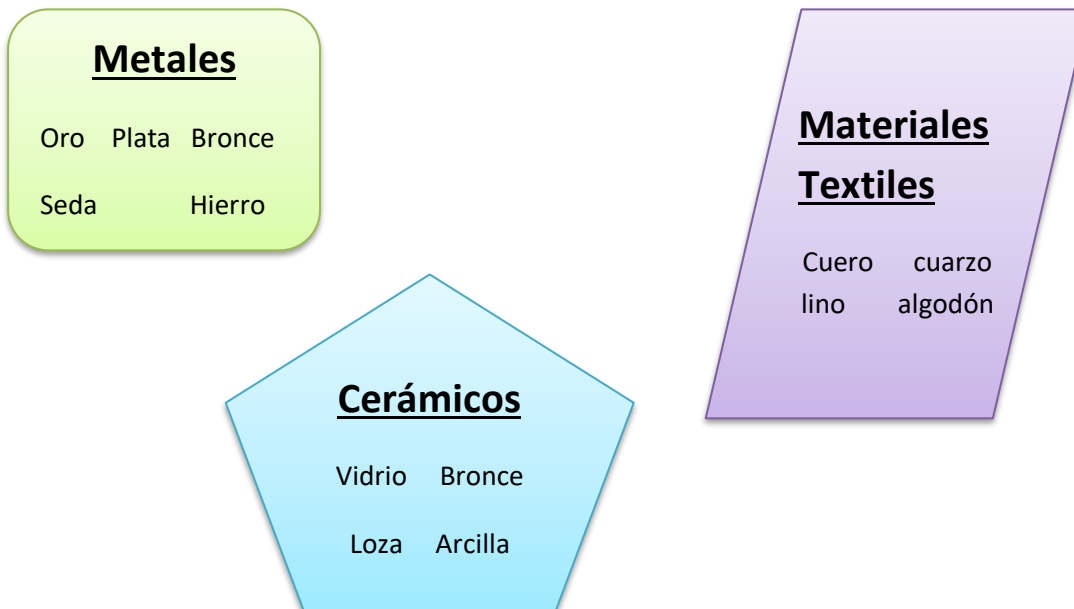 Metales
Oro Plata Bronce
Seda Hierro
Materiales
Textiles
Cuero cuarzo
lino algodón
Cerámicos
Vidrio Bronce
Loza Arcilla